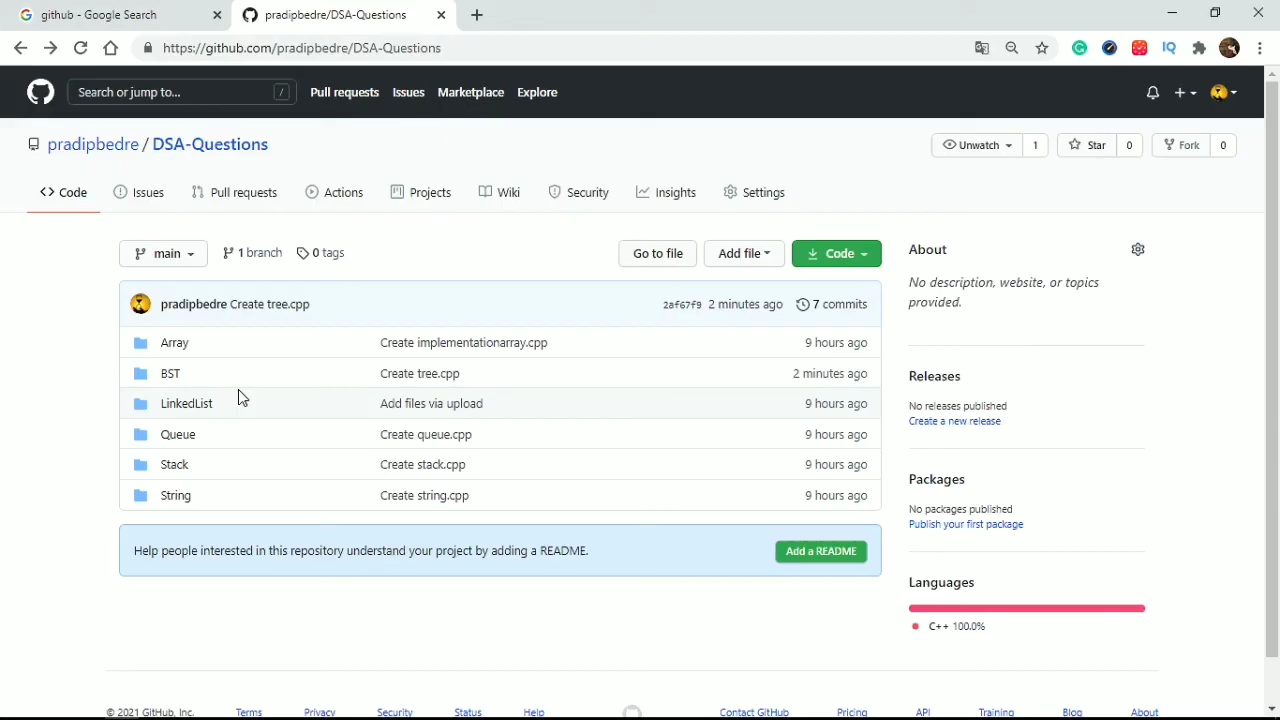 github - Google Search
pradipbedre/DSA-Questions
https://github.com/pradipbedre/DSA-Questions
IQ
Search or jump to... /
Pull requests Issues Marketplace Explore
pradipbedre / DSA-Questions
Unwatch 1 Star 0 Fork 0
Code Issues Pull requests Actions Projects Wiki Security Insights Settings
main 1 branch 0 tags Go to file Add file Code
pradipbedre Create tree.cpp 2af67f9 2 minutes ago 7 commits
Array Create implementationarray.cpp 9 hours ago
BST Create tree.cpp 2 minutes ago
LinkedList Add files via upload 9 hours ago
Queue Create queue.cpp 9 hours ago
Stack Create stack.cpp 9 hours ago
String Create string.cpp 9 hours ago
Help people interested in this repository understand your project by adding a README. Add a README
About
No description, website, or topics
provided.
Releases
No releases published
Create a new release
Packages
No packages published
Publish your first package
Languages
C++ 100.0%
© 2021 GitHub, Inc. Terms Privacy Security Status Help Contact GitHub Pricing API Training Blog About